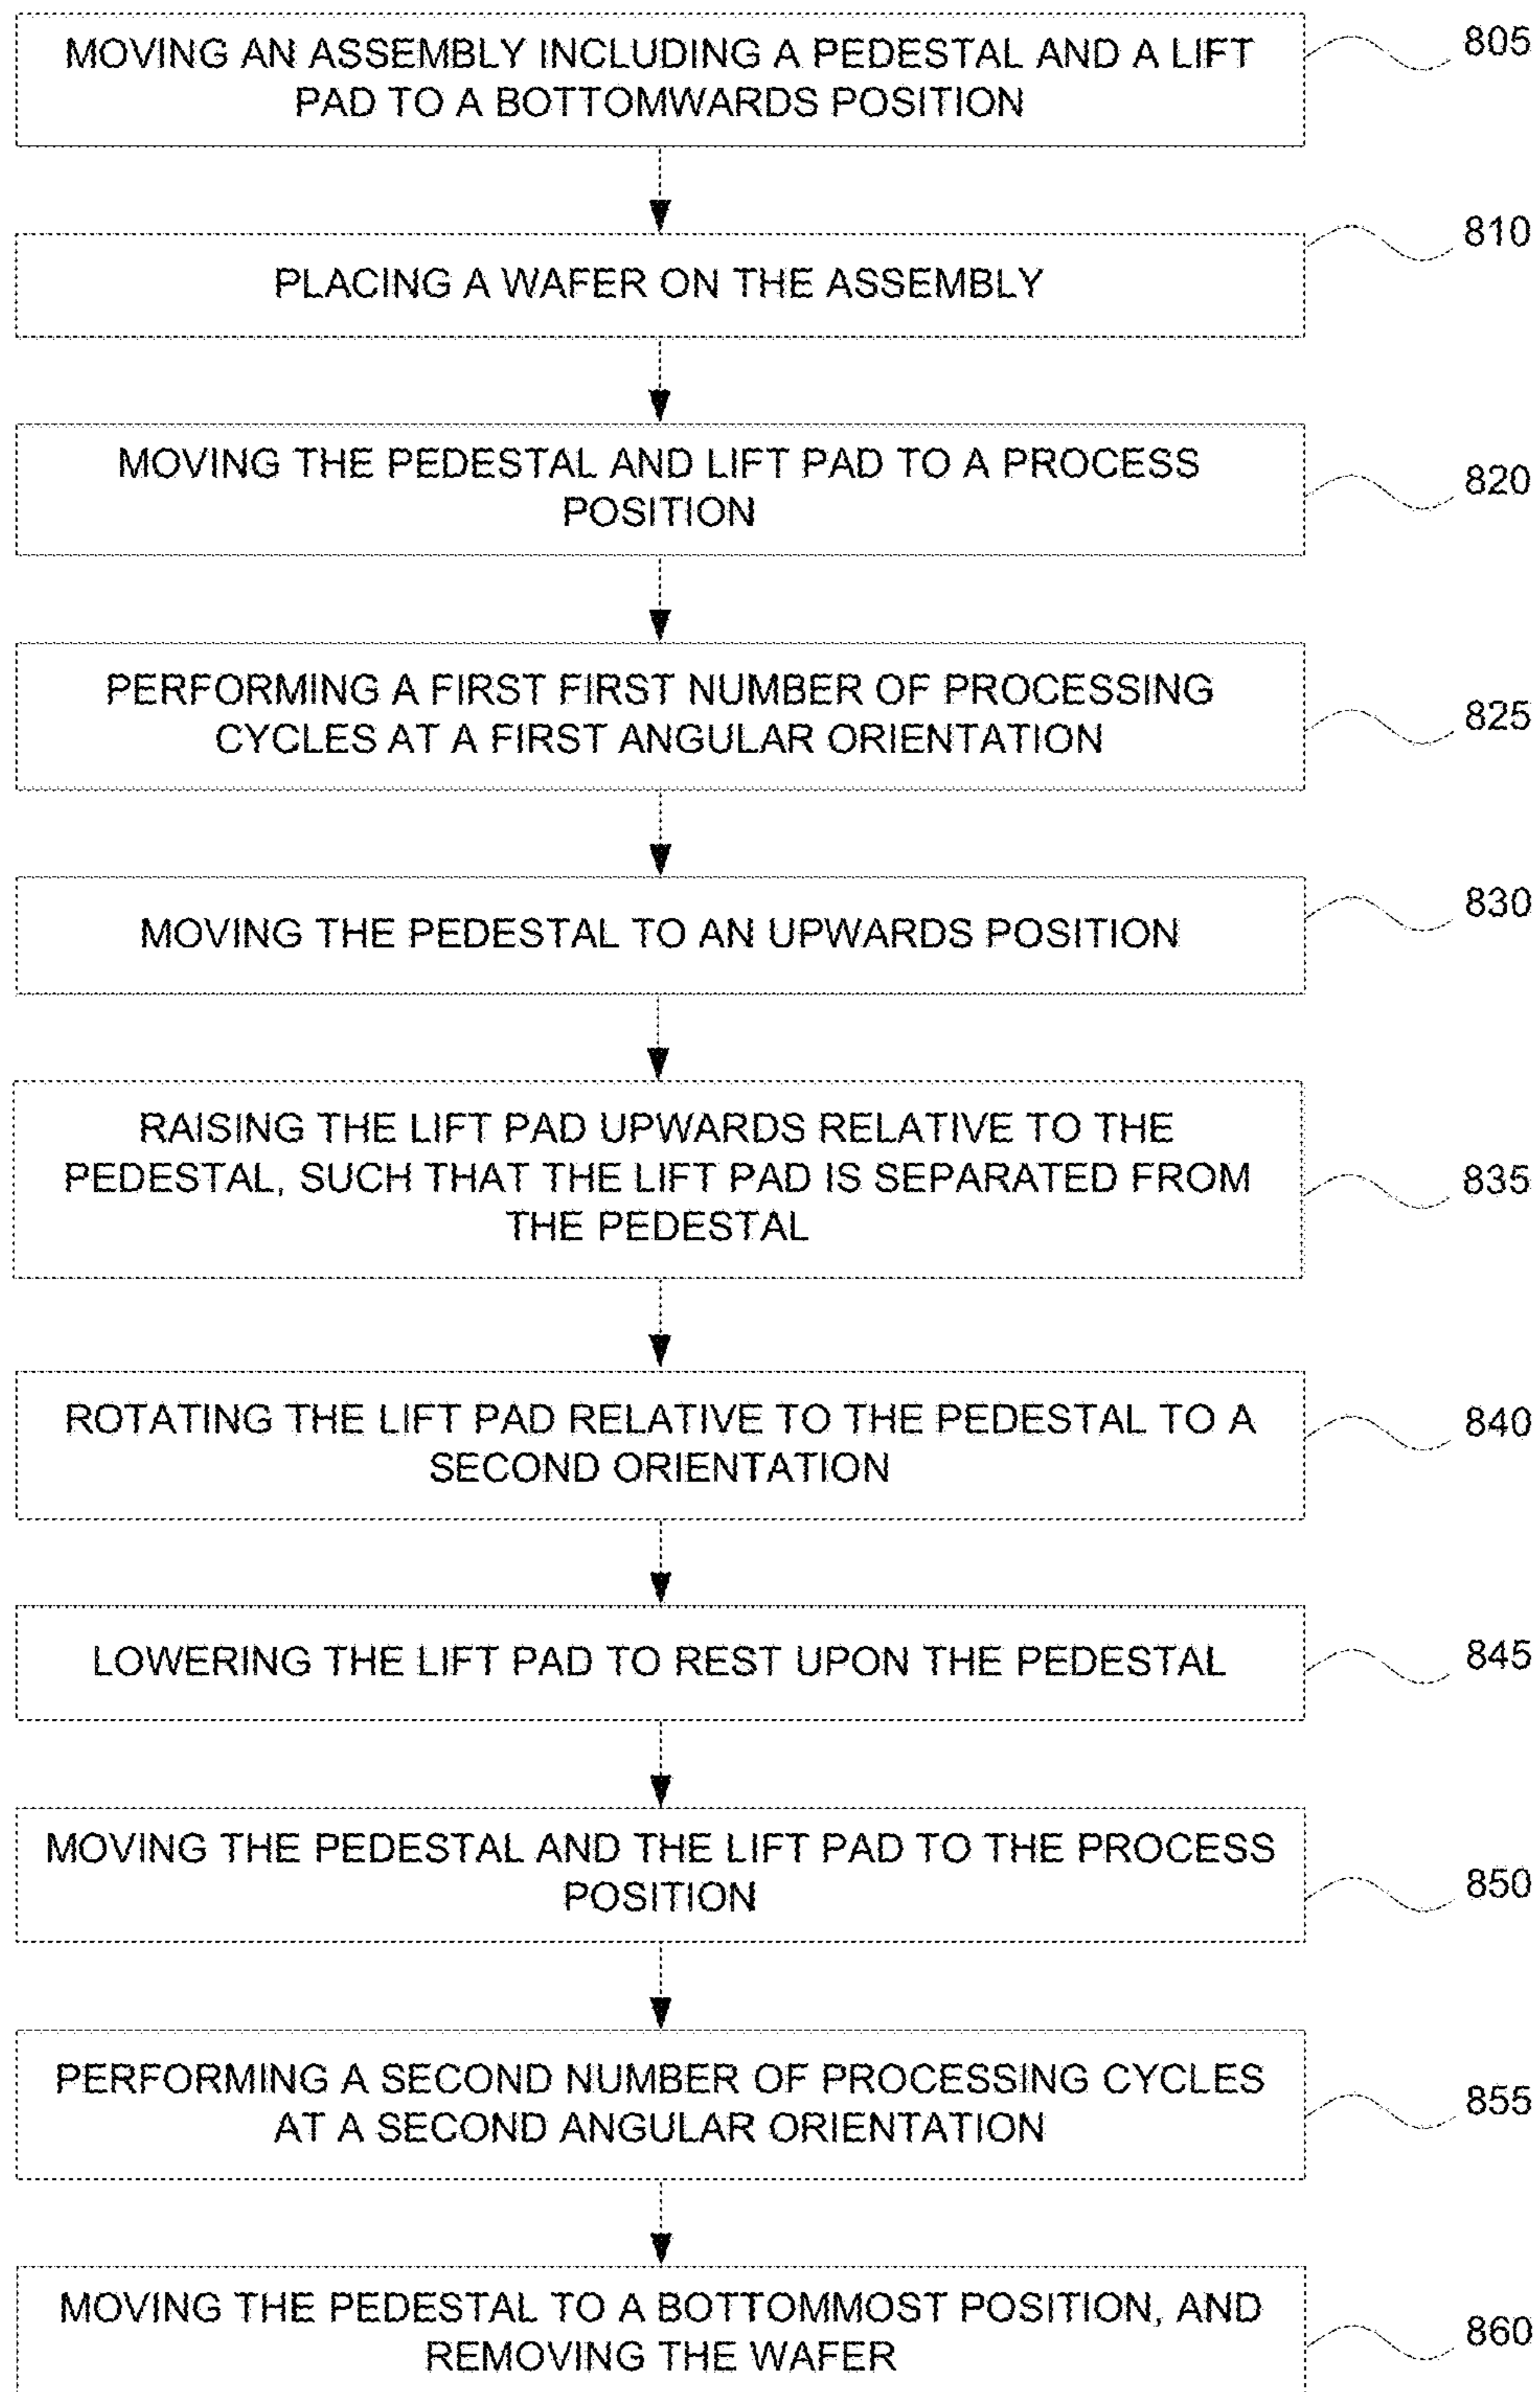 MOVING AN ASSEMBLY INCLUDING A PEDESTAL AND A LIFT
PAD TO A BOTTOMWARDS POSITION
805
PLACING A WAFER ON THE ASSEMBLY
810
MOVING THE PEDESTAL AND LIFT PAD TO A PROCESS
POSITION
820
PERFORMING A FIRST FIRST NUMBER OF PROCESSING
CYCLES AT A FIRST ANGULAR ORIENTATION
825
MOVING THE PEDESTAL TO AN UPWARDS POSITION
830
RAISING THE LIFT PAD UPWARDS RELATIVE TO THE
PEDESTAL, SUCH THAT THE LIFT PAD IS SEPARATED FROM
THE PEDESTAL
835
ROTATING THE LIFT PAD RELATIVE TO THE PEDESTAL TO A
SECOND ORIENTATION
840
LOWERING THE LIFT PAD TO REST UPON THE PEDESTAL
845
MOVING THE PEDESTAL AND THE LIFT PAD TO THE PROCESS
POSITION
850
PERFORMING A SECOND NUMBER OF PROCESSING CYCLES
AT A SECOND ANGULAR ORIENTATION
855
MOVING THE PEDESTAL TO A BOTTOMMOST POSITION, AND
REMOVING THE WAFER
860